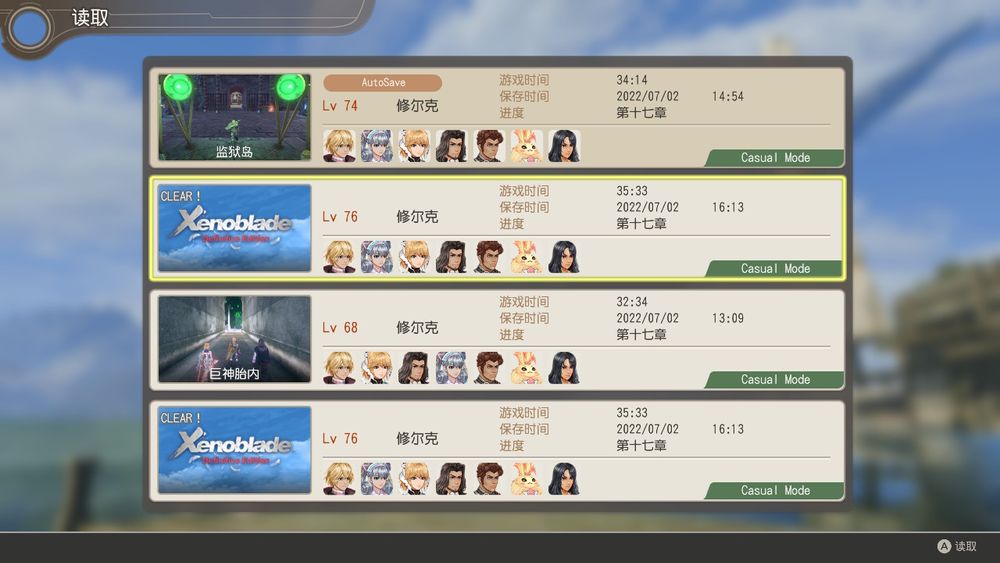 读取
AutoSave
Lv 74 修尔克
游戏时间 34:14
保存时间 2022/07/02 14:54
进度 第十七章
监狱岛
Casual Mode
CLEAR!
Xenoblade
Definitive Edition
Lv 76 修尔克
游戏时间 35:33
保存时间 2022/07/02 16:13
进度 第十七章
Casual Mode
Lv 68 修尔克
游戏时间 32:34
保存时间 2022/07/02 13:09
进度 第十七章
巨神胎内
Casual Mode
CLEAR!
Xenoblade
Definitive Edition
Lv 76 修尔克
游戏时间 35:33
保存时间 2022/07/02 16:13
进度 第十七章
Casual Mode
A 读取